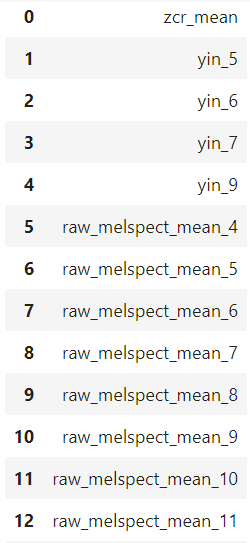 0 zcr_mean
1 yin_5
2 yin_6
3 yin_7
4 yin_9
5 raw_melspect_mean_4
6 raw_melspect_mean_5
7 raw_melspect_mean_6
8 raw_melspect_mean_7
9 raw_melspect_mean_8
10 raw_melspect_mean_9
11 raw_melspect_mean_10
12 raw_melspect_mean_11